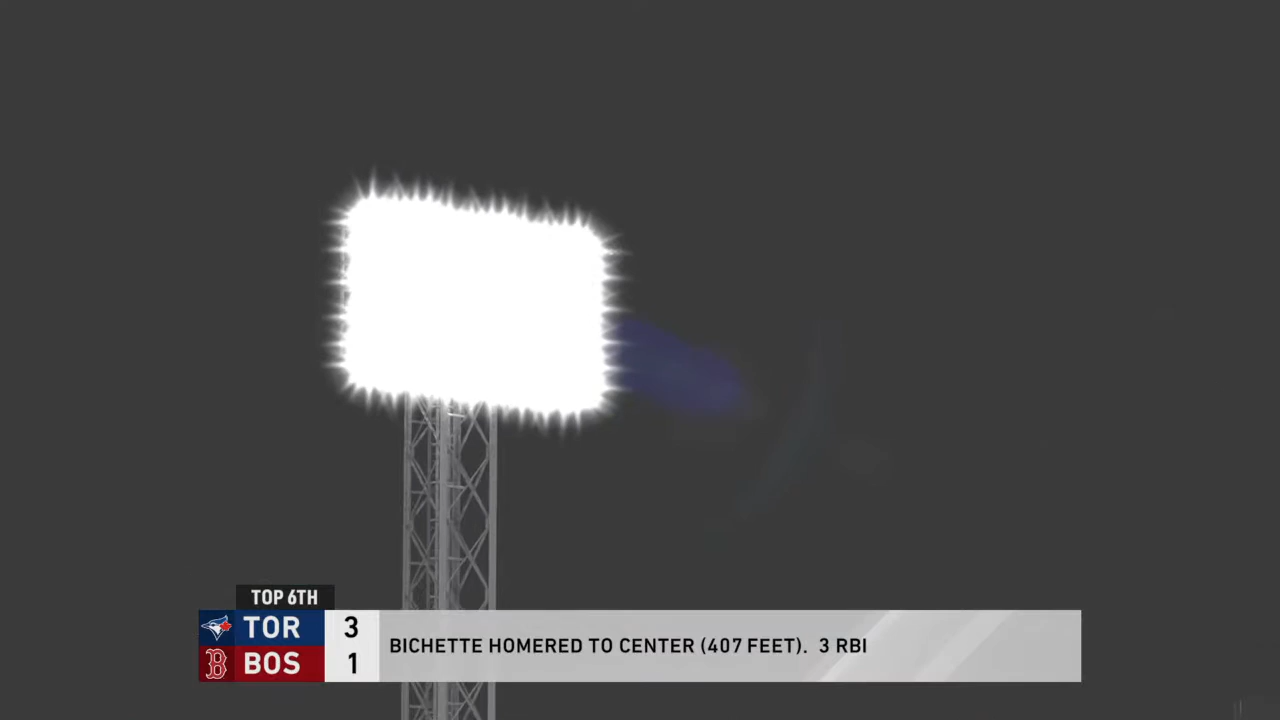 TOP 6TH
TOR 3
BOS 1
BICHETTE HOMERED TO CENTER (407 FEET). 3 RBI